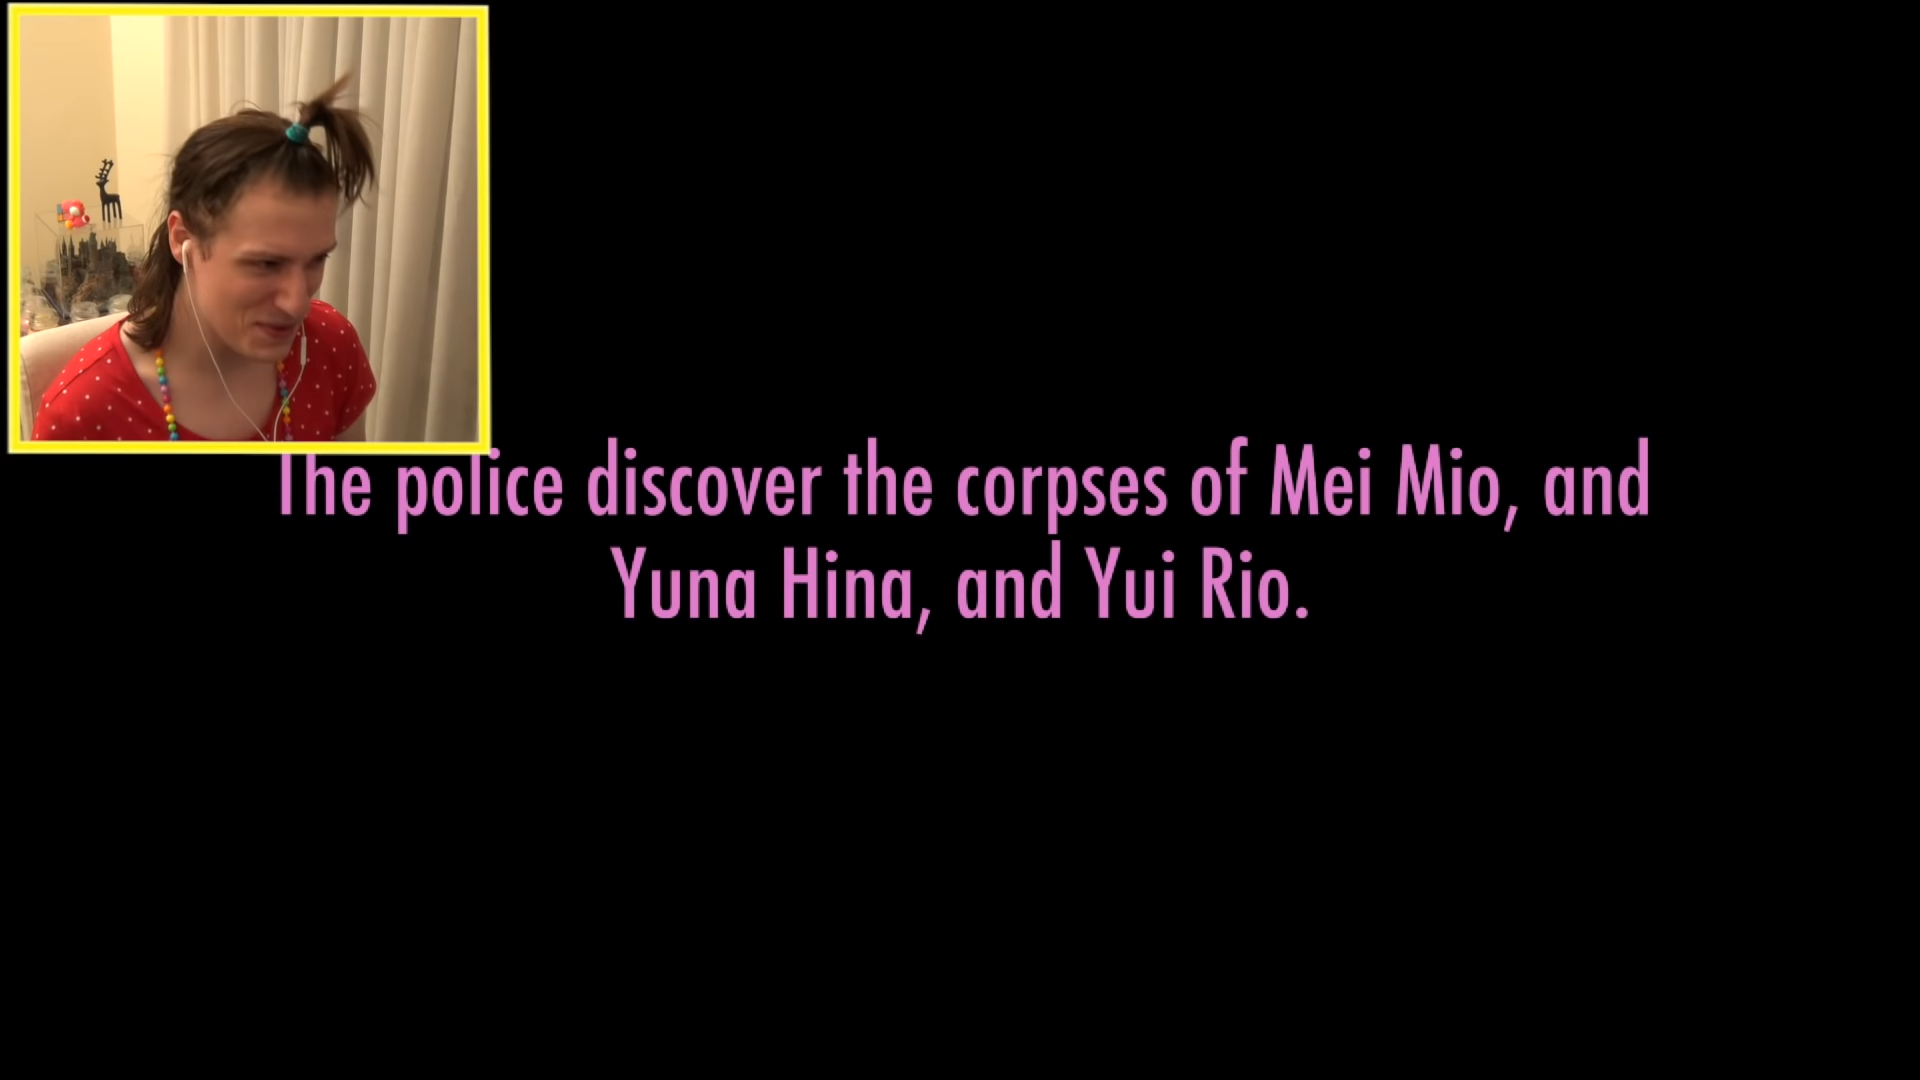 The police discover the corpses of Mei Mio, and
Yuna Hina, and Yui Rio.